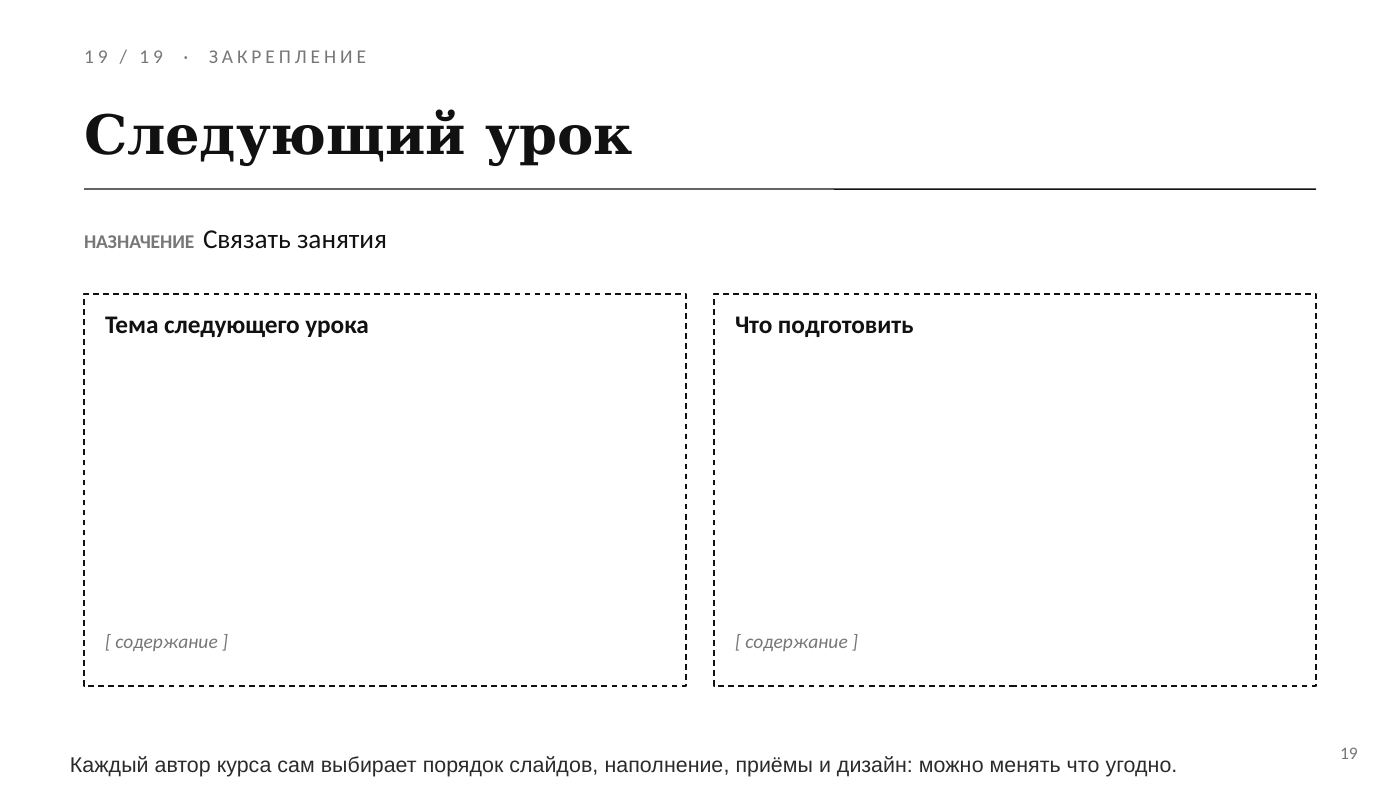 19 / 19 · ЗАКРЕПЛЕНИЕ
Следующий урок
НАЗНАЧЕНИЕ Связать занятия
Тема следующего урока
Что подготовить
[ содержание ]
[ содержание ]
19
Каждый автор курса сам выбирает порядок слайдов, наполнение, приёмы и дизайн: можно менять что угодно.